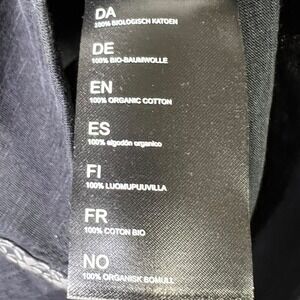 DA
100% BIOLOGISCH KATOEN
DE
100% BIO-BAUMWOLLE
EN
100% ORGANIC COTTON
ES
100% algodón organico
FI
100% LUOMUPUUVILLA
FR
100% COTON BIO
NO
100% ORGANISK BOMULL